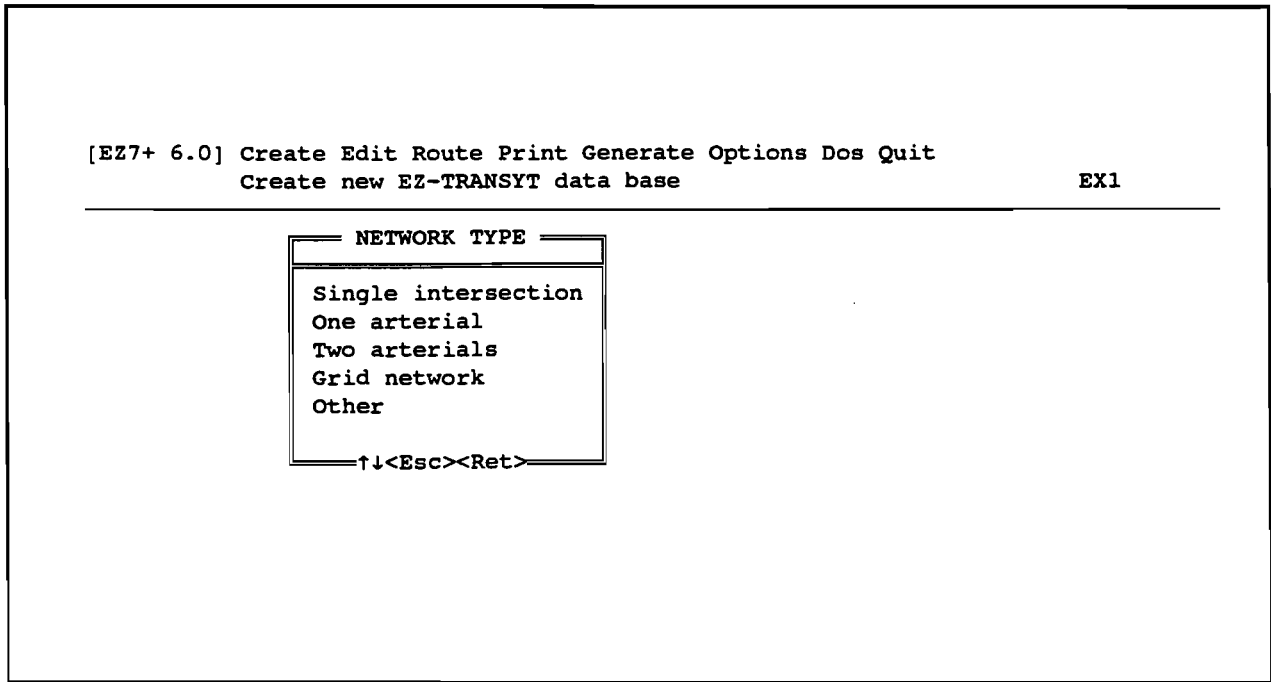 [EZ7+ 6.0] Create Edit Route Print Generate Options Dos Quit
Create new EZ-TRANSYT data base EX1
NETWORK TYPE
Single intersection
One arterial
Two arterials
Grid network
Other
↑↓<Esc><Ret>